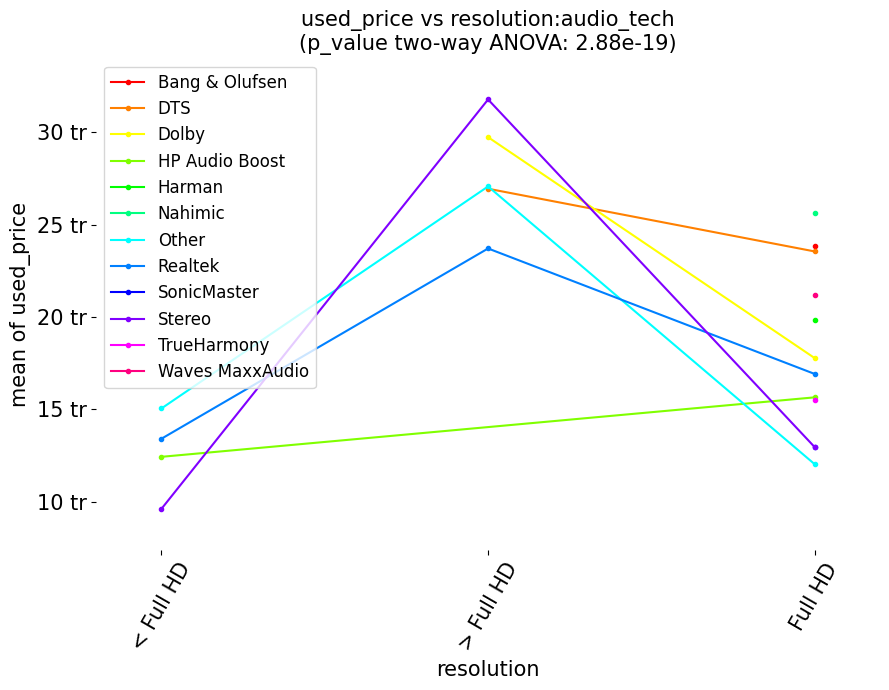 used_price vs resolution:audio_tech
(p_value two-way ANOVA: 2.88e-19)
Bang & Olufsen
DTS
Dolby
HP Audio Boost
Harman
Nahimic
Other
Realtek
SonicMaster
Stereo
TrueHarmony
Waves MaxxAudio
mean of used_price
30 tr
25 tr
20 tr
15 tr
10 tr
< Full HD
> Full HD
Full HD
resolution